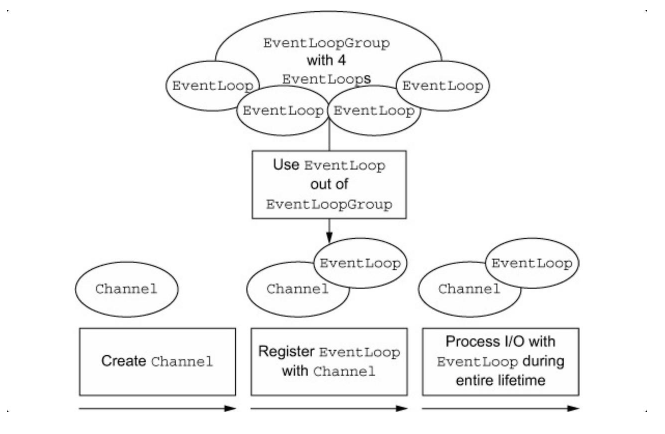 EventLoopGroup
with 4
EventLoops
EventLoop
EventLoop
EventLoop
EventLoop
Use EventLoop
out of
EventLoopGroup
EventLoop
EventLoop
Channel
Channel
Channel
Create Channel
Register EventLoop
with Channel
Process I/O with
EventLoop during
entire lifetime